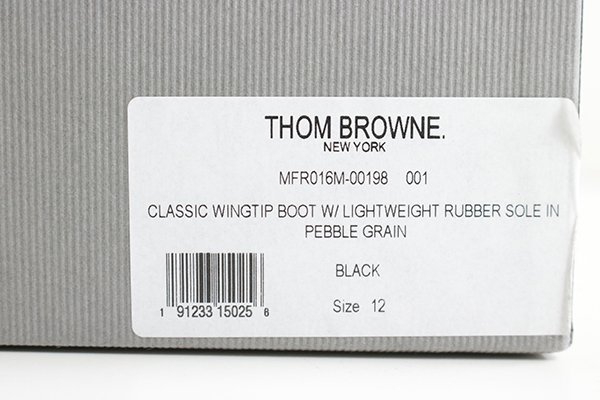 THOM BROWNE.
NEW YORK
MFR016M-00198 001
CLASSIC WINGTIP BOOT W/ LIGHTWEIGHT RUBBER SOLE IN
PEBBLE GRAIN
BLACK
Size 12
1 91233 15025 6